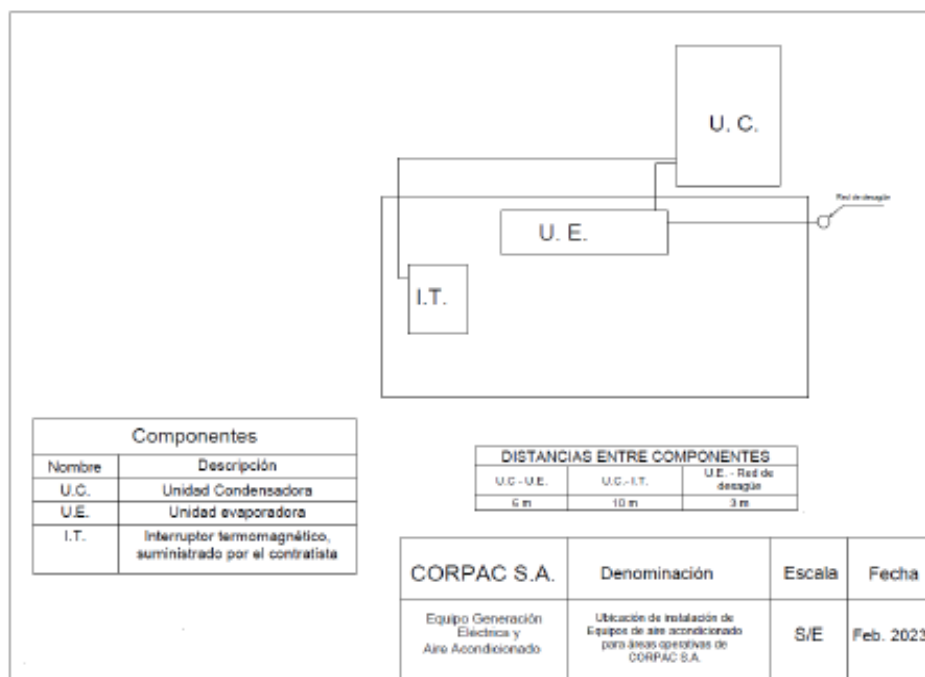 U. C.
Red de desagüe
U. E.
I.T.
Componentes
Nombre Descripción
U.C. Unidad Condensadora
U.E. Unidad evaporadora
I.T. Interruptor termomagnético,
suministrado por el contratista
DISTANCIAS ENTRE COMPONENTES
U.C - U.E. U.C.- I.T. U.E. - Red de
desagüe
6 m 10 m 3 m
CORPAC S.A. Denominación Escala Fecha
Equipo Generación
Eléctrica y
Aire Acondicionado
Ubicación de instalación de
Equipos de aire acondicionado
para áreas operativas de
CORPAC S.A.
S/E Feb. 2023